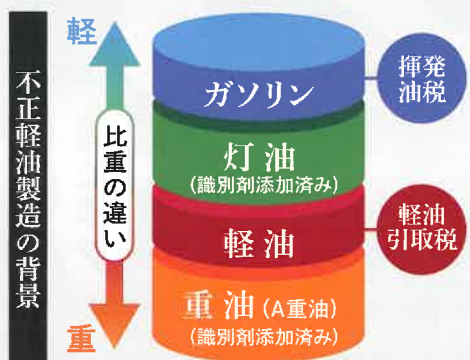 不正軽油製造の背景
軽
比重の違い
重
ガソリン
灯油
(識別剤添加済み)
軽油
重油(A重油)
(識別剤添加済み)
揮発
油税
軽油
引取税